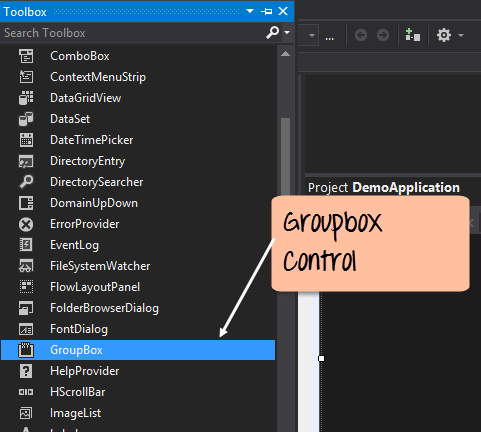 Toolbox
Search Toolbox
ComboBox
ContextMenuStrip
DataGridView
DataSet
DateTimePicker
DirectoryEntry
DirectorySearcher
DomainUpDown
ErrorProvider
EventLog
FileSystemWatcher
FlowLayoutPanel
FolderBrowserDialog
FontDialog
GroupBox
HelpProvider
HScrollBar
ImageList
...
Project DemoApplication
Groupbox
Control